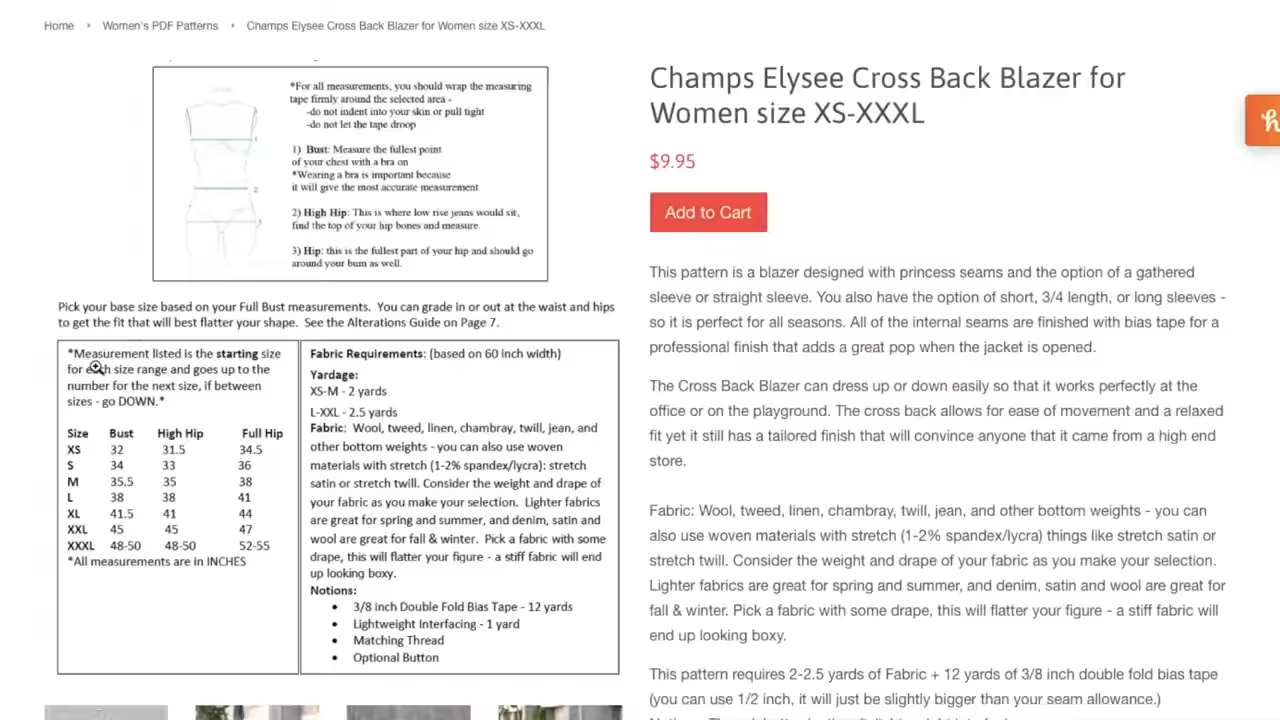 Home › Women's PDF Patterns › Champs Elysee Cross Back Blazer for Women size XS-XXXL
*For all measurements, you should wrap the measuring
tape firmly around the selected area -
-do not indent into your skin or pull tight
-do not let the tape droop
1) Bust: Measure the fullest point
of your chest with a bra on
*Wearing a bra is important because
it will give the most accurate measurement
2) High Hip: This is where low rise jeans would sit,
find the top of your hip bones and measure.
3) Hip: this is the fullest part of your hip and should go
around your bum as well.
1
2
3
Pick your base size based on your Full Bust measurements. You can grade in or out at the waist and hips
to get the fit that will best flatter your shape. See the Alterations Guide on Page 7.
*Measurement listed is the starting size
for each size range and goes up to the
number for the next size, if between
sizes - go DOWN.*
Size Bust High Hip Full Hip
XS 32 31.5 34.5
S 34 33 36
M 35.5 35 38
L 38 38 41
XL 41.5 41 44
XXL 45 45 47
XXXL 48-50 48-50 52-55
*All measurements are in INCHES
Fabric Requirements: (based on 60 inch width)
Yardage:
XS-M - 2 yards
L-XXL - 2.5 yards
Fabric: Wool, tweed, linen, chambray, twill, jean, and
other bottom weights - you can also use woven
materials with stretch (1-2% spandex/lycra): stretch
satin or stretch twill. Consider the weight and drape of
your fabric as you make your selection. Lighter fabrics
are great for spring and summer, and denim, satin and
wool are great for fall & winter. Pick a fabric with some
drape, this will flatter your figure - a stiff fabric will end
up looking boxy.
Notions:
• 3/8 inch Double Fold Bias Tape - 12 yards
• Lightweight Interfacing - 1 yard
• Matching Thread
• Optional Button
Champs Elysee Cross Back Blazer for
Women size XS-XXXL
$9.95
Add to Cart
This pattern is a blazer designed with princess seams and the option of a gathered
sleeve or straight sleeve. You also have the option of short, 3/4 length, or long sleeves -
so it is perfect for all seasons. All of the internal seams are finished with bias tape for a
professional finish that adds a great pop when the jacket is opened.
The Cross Back Blazer can dress up or down easily so that it works perfectly at the
office or on the playground. The cross back allows for ease of movement and a relaxed
fit yet it still has a tailored finish that will convince anyone that it came from a high end
store.
Fabric: Wool, tweed, linen, chambray, twill, jean, and other bottom weights - you can
also use woven materials with stretch (1-2% spandex/lycra) things like stretch satin or
stretch twill. Consider the weight and drape of your fabric as you make your selection.
Lighter fabrics are great for spring and summer, and denim, satin and wool are great for
fall & winter. Pick a fabric with some drape, this will flatter your figure - a stiff fabric will
end up looking boxy.
This pattern requires 2-2.5 yards of Fabric + 12 yards of 3/8 inch double fold bias tape
(you can use 1/2 inch, it will just be slightly bigger than your seam allowance.)
h